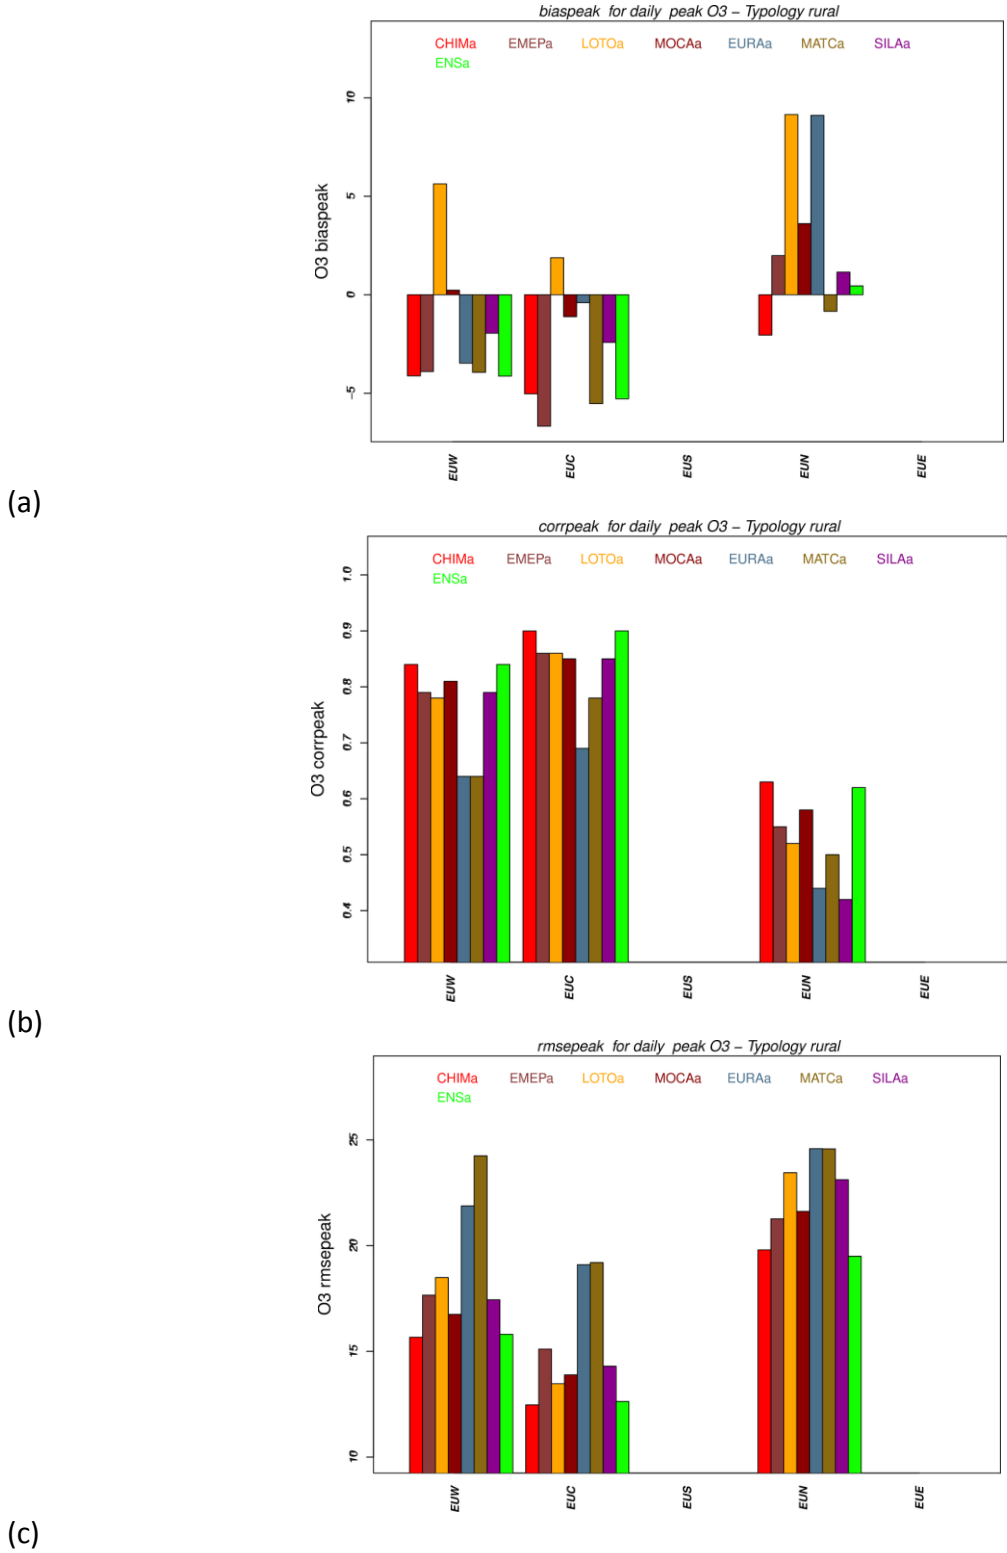 biaspeak for daily peak O3 − Typology rural
CHIMa EMEPa LOTOa MOCAa EURAa MATCa SILAa
ENSa
10
5
0
−5
O3 biaspeak
EUW EUC EUS EUN EUE
(a)
corrpeak for daily peak O3 − Typology rural
CHIMa EMEPa LOTOa MOCAa EURAa MATCa SILAa
ENSa
1.0
0.9
0.8
0.7
0.6
0.5
0.4
O3 corrpeak
EUW EUC EUS EUN EUE
(b)
rmsepeak for daily peak O3 − Typology rural
CHIMa EMEPa LOTOa MOCAa EURAa MATCa SILAa
ENSa
25
20
15
10
O3 rmsepeak
EUW EUC EUS EUN EUE
(c)